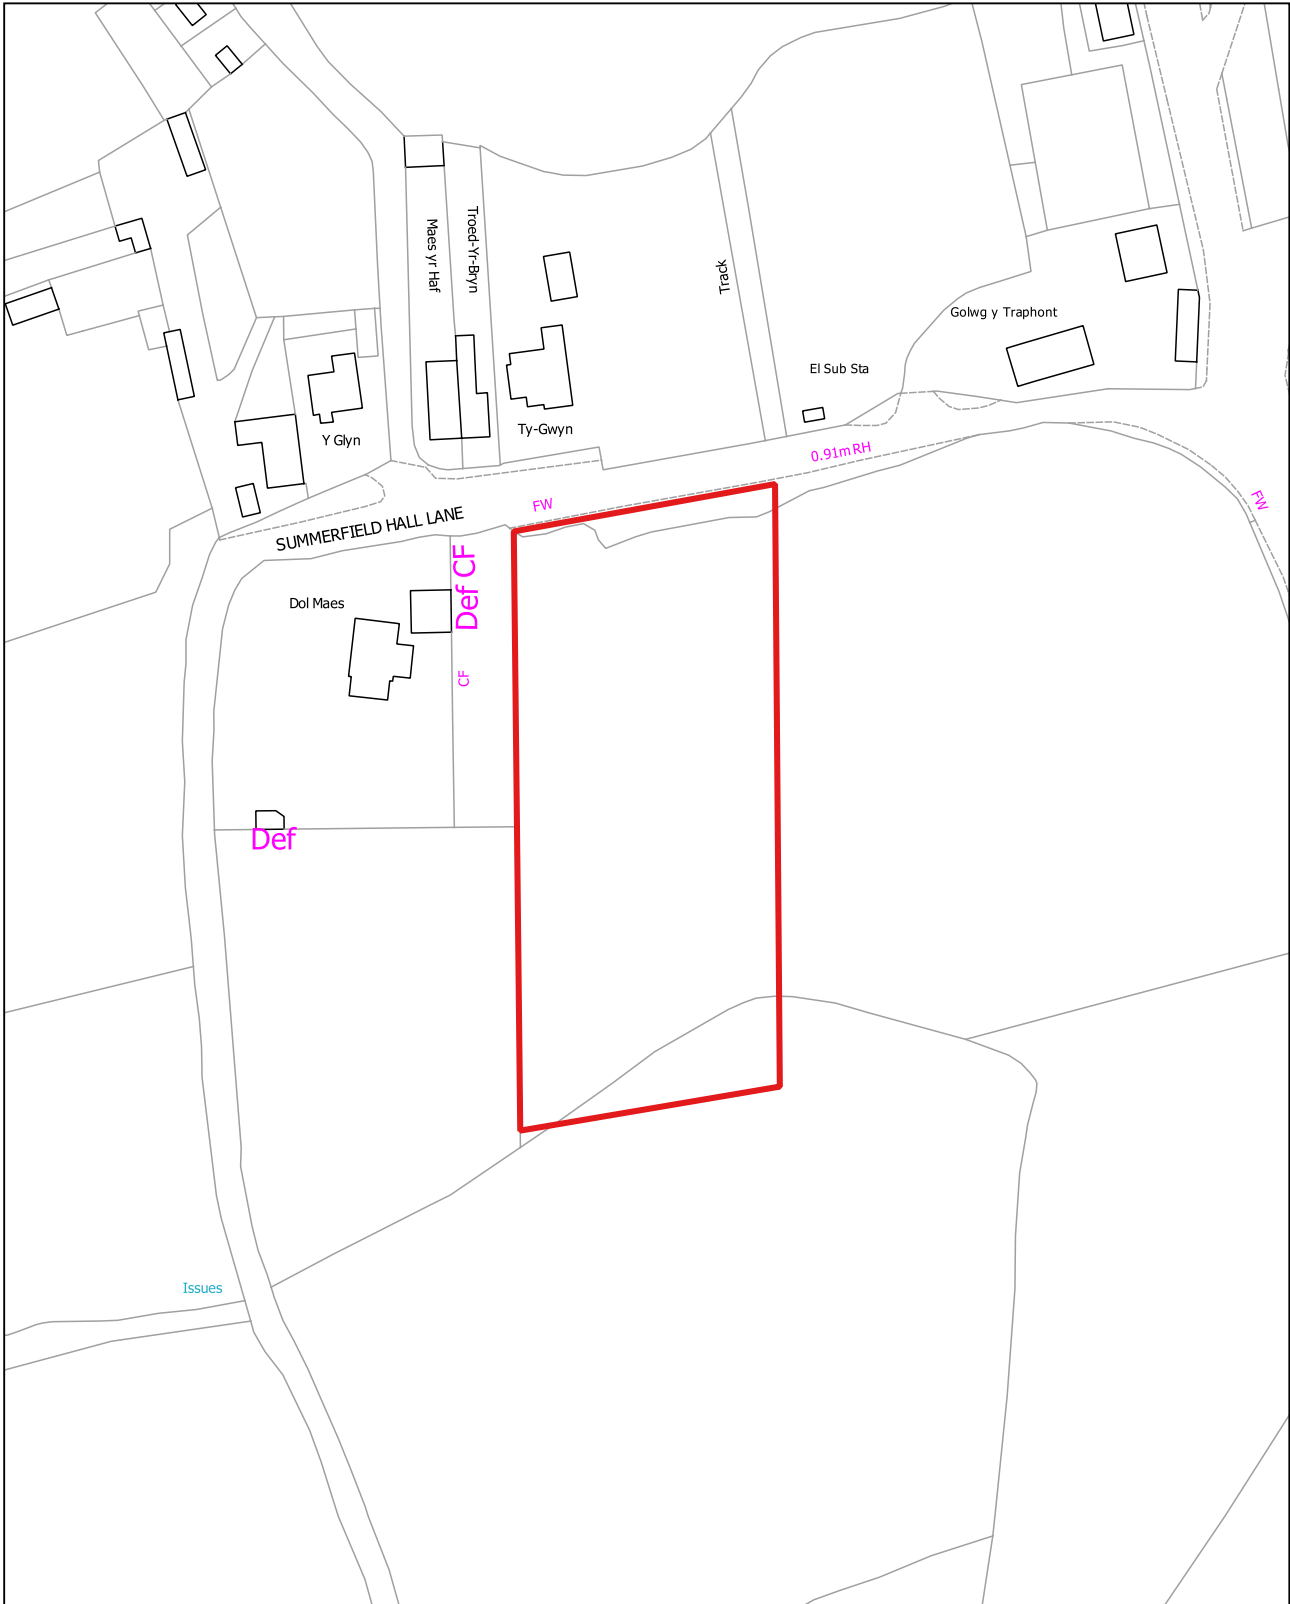 Maes yr Haf
Troed-Yr-Bryn
Track
Golwg y Traphont
El Sub Sta
Y Glyn
Ty-Gwyn
0.91m RH
FW
FW
SUMMERFIELD HALL LANE
Def CF
Dol Maes
CF
Def
Issues